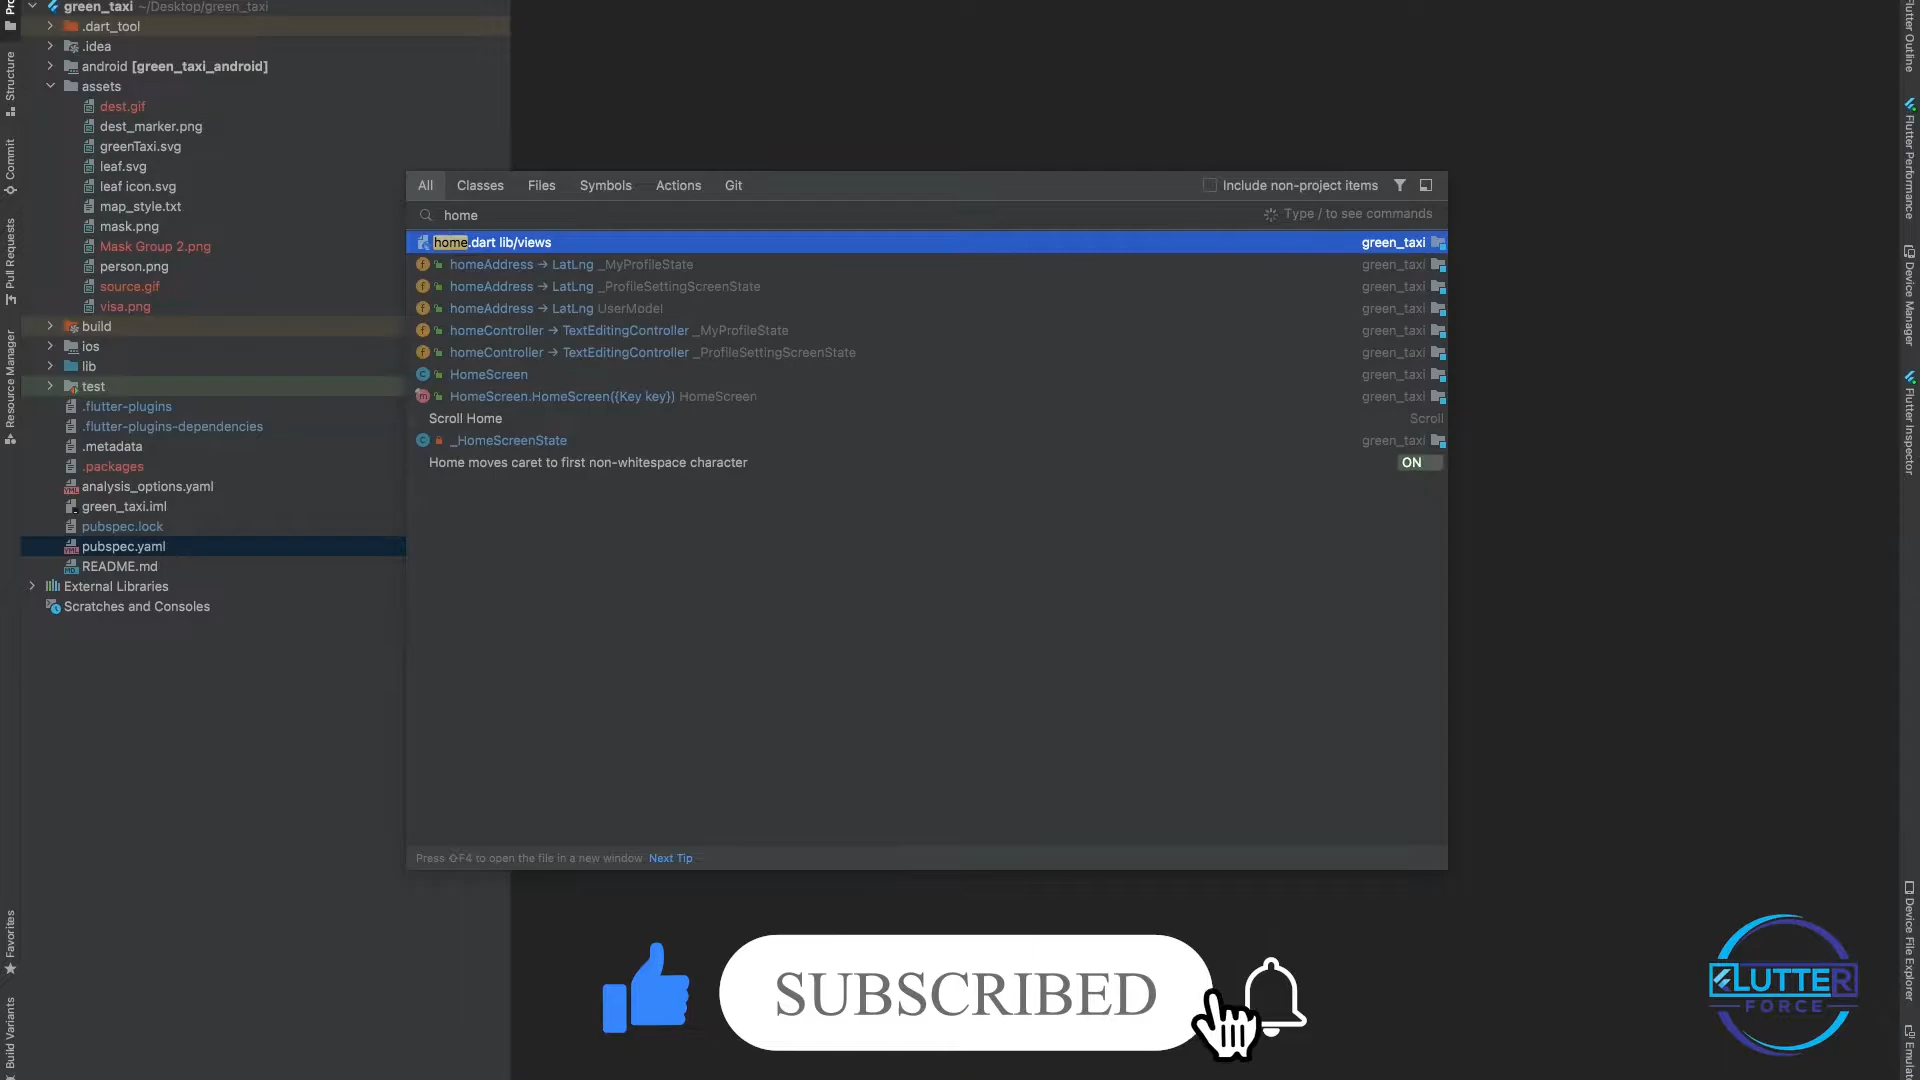 green_taxi ~/Desktop/green_taxi
.dart_tool
.idea
android [green_taxi_android]
assets
dest.gif
dest_marker.png
greenTaxi.svg
leaf.svg
leaf icon.svg
map_style.txt
mask.png
Mask Group 2.png
person.png
source.gif
visa.png
build
ios
lib
test
.flutter-plugins
.flutter-plugins-dependencies
.metadata
.packages
analysis_options.yaml
green_taxi.iml
pubspec.lock
pubspec.yaml
README.md
External Libraries
Scratches and Consoles
Structure
Commit
Pull Requests
Resource Manager
Favorites
Build Variants
All Classes Files Symbols Actions Git Include non-project items
home Type / to see commands
home.dart lib/views green_taxi
homeAddress → LatLng _MyProfileState green_taxi
homeAddress → LatLng _ProfileSettingScreenState green_taxi
homeAddress → LatLng UserModel green_taxi
homeController → TextEditingController _MyProfileState green_taxi
homeController → TextEditingController _ProfileSettingScreenState green_taxi
HomeScreen green_taxi
HomeScreen.HomeScreen({Key key}) HomeScreen green_taxi
Scroll Home Scroll
_HomeScreenState green_taxi
Home moves caret to first non-whitespace character ON
Press ⇧F4 to open the file in a new window Next Tip
SUBSCRIBED
FLUTTER
FORCE
Flutter Outline
Flutter Performance
Device Manager
Flutter Inspector
Device File Explorer